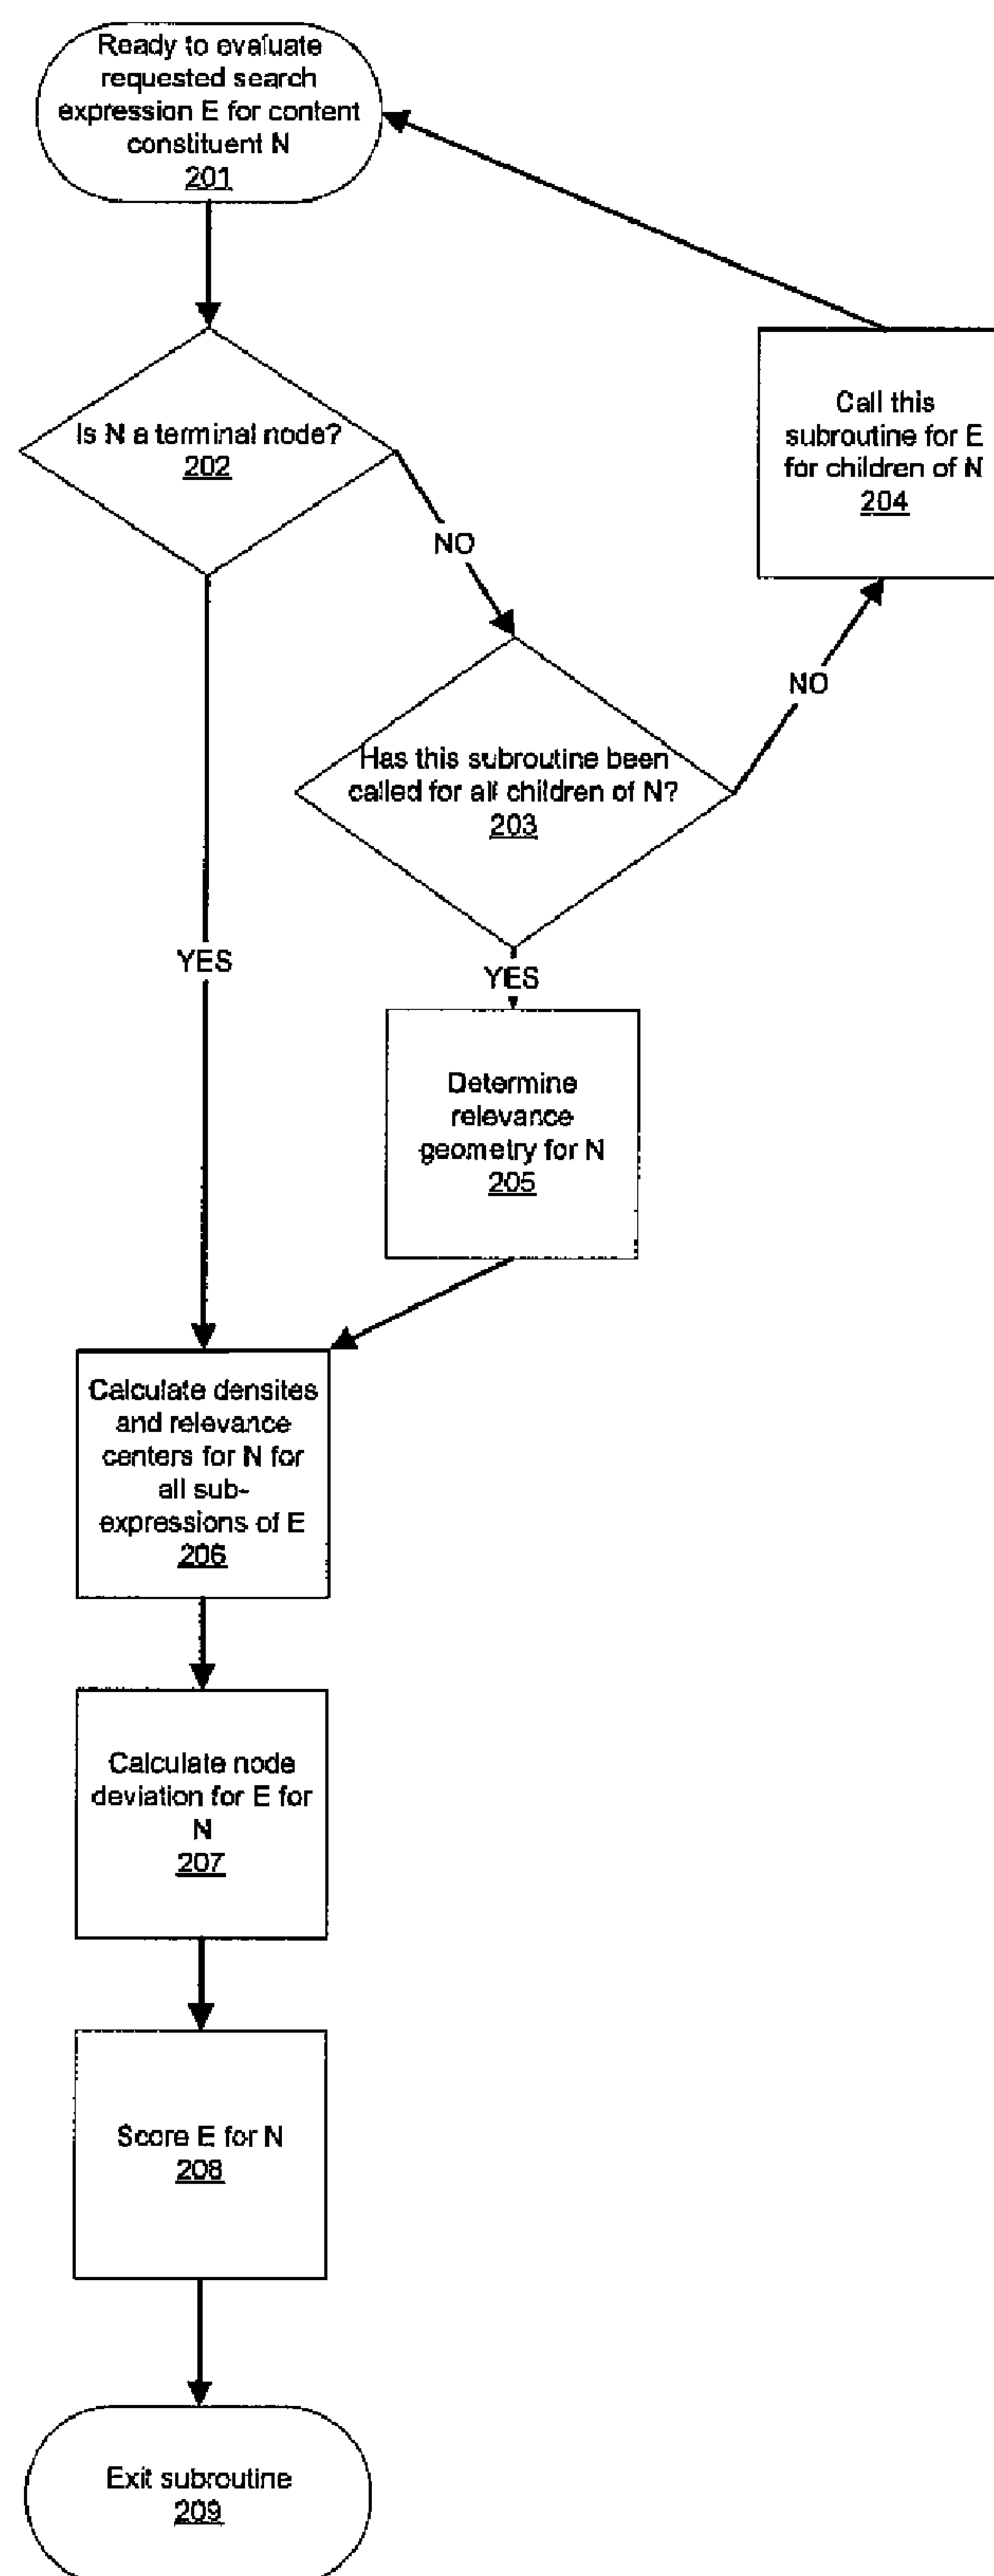 Ready to evaluate
requested search
expression E for content
constituent N
201
Is N a terminal node?
202
NO
Call this
subroutine for E
for children of N
204
NO
Has this subroutine been
called for all children of N?
203
YES
YES
Determine
relevance
geometry for N
205
Calculate densites
and relevance
centers for N for
all sub-
expressions of E
206
Calculate node
deviation for E for
N
207
Score E for N
208
Exit subroutine
209